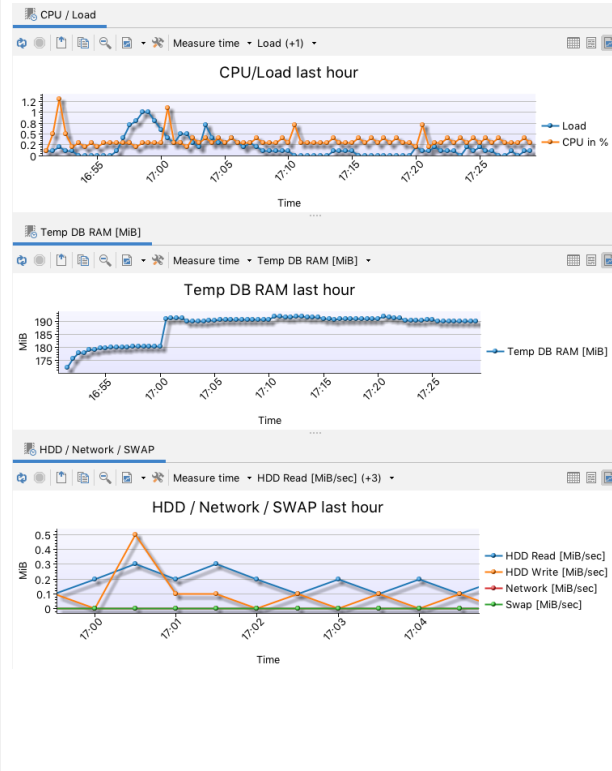 CPU / Load
Measure time Load (+1)
CPU/Load last hour
1.2
1
0.8
0.5
0.2
0
16:55 17:00 17:05 17:10 17:15 17:20 17:25
Time
Load
CPU in %
Temp DB RAM [MiB]
Measure time Temp DB RAM [MiB]
Temp DB RAM last hour
MiB
190
185
180
175
16:55 17:00 17:05 17:10 17:15 17:20 17:25
Time
Temp DB RAM [MiB]
HDD / Network / SWAP
Measure time HDD Read [MiB/sec] (+3)
HDD / Network / SWAP last hour
MiB
0.5
0.4
0.3
0.2
0.1
0
17:00 17:01 17:02 17:03 17:04
Time
HDD Read [MiB/sec]
HDD Write [MiB/sec]
Network [MiB/sec]
Swap [MiB/sec]